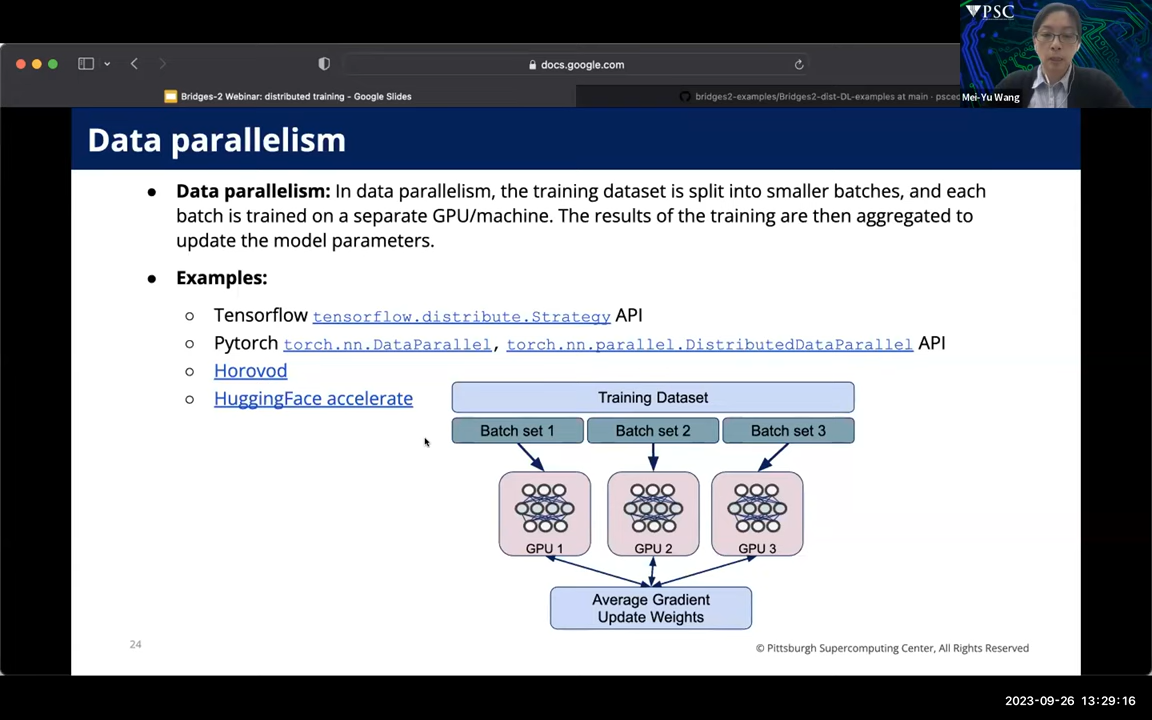 PSC
docs.google.com
Bridges-2 Webinar: distributed training - Google Slides
bridges2-examples/Bridges2-dist-DL-examples at main · psced
Mei-Yu Wang
Data parallelism
● Data parallelism: In data parallelism, the training dataset is split into smaller batches, and each
batch is trained on a separate GPU/machine. The results of the training are then aggregated to
update the model parameters.
● Examples:
○ Tensorflow tensorflow.distribute.Strategy API
○ Pytorch torch.nn.DataParallel, torch.nn.parallel.DistributedDataParallel API
○ Horovod
○ HuggingFace accelerate
Training Dataset
Batch set 1 Batch set 2 Batch set 3
GPU 1 GPU 2 GPU 3
Average Gradient
Update Weights
24
© Pittsburgh Supercomputing Center, All Rights Reserved
2023-09-26 13:29:16